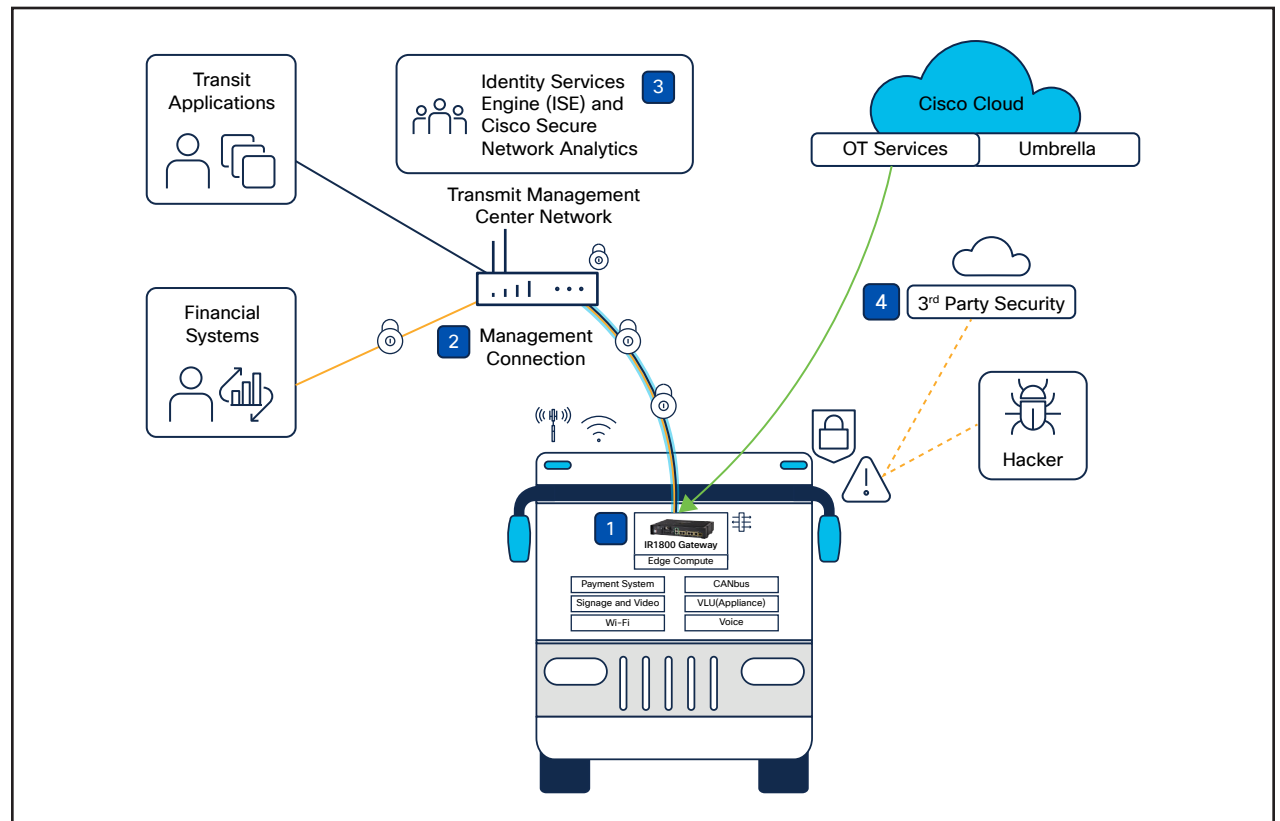 Transit
Applications
Identity Services
Engine (ISE) and
Cisco Secure
Network Analytics
3
Cisco Cloud
OT Services
Umbrella
Transmit Management
Center Network
Financial
Systems
2
Management
Connection
4
3rd Party Security
Hacker
1
IR1800 Gateway
Edge Compute
Payment System
CANbus
Signage and Video
VLU(Appliance)
Wi-Fi
Voice